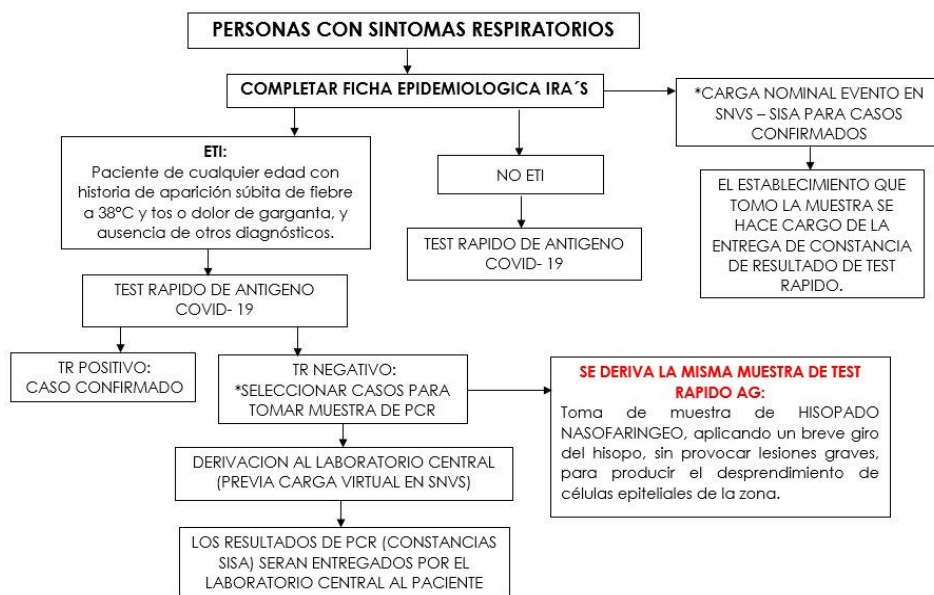 PERSONAS CON SINTOMAS RESPIRATORIOS
COMPLETAR FICHA EPIDEMIOLOGICA IRA´S
*CARGA NOMINAL EVENTO EN
SNVS – SISA PARA CASOS
CONFIRMADOS
ETI:
Paciente de cualquier edad con
historia de aparición súbita de fiebre
a 38°C y tos o dolor de garganta, y
ausencia de otros diagnósticos.
NO ETI
EL ESTABLECIMIENTO QUE
TOMO LA MUESTRA SE
HACE CARGO DE LA
ENTREGA DE CONSTANCIA
DE RESULTADO DE TEST
RAPIDO.
TEST RAPIDO DE ANTIGENO
COVID- 19
TEST RAPIDO DE ANTIGENO
COVID- 19
TR POSITIVO:
CASO CONFIRMADO
TR NEGATIVO:
*SELECCIONAR CASOS PARA
TOMAR MUESTRA DE PCR
SE DERIVA LA MISMA MUESTRA DE TEST
RAPIDO AG:
Toma de muestra de HISOPADO
NASOFARINGEO, aplicando un breve giro
del hisopo, sin provocar lesiones graves,
para producir el desprendimiento de
células epiteliales de la zona.
DERIVACION AL LABORATORIO CENTRAL
(PREVIA CARGA VIRTUAL EN SNVS)
LOS RESULTADOS DE PCR (CONSTANCIAS
SISA) SERAN ENTREGADOS POR EL
LABORATORIO CENTRAL AL PACIENTE